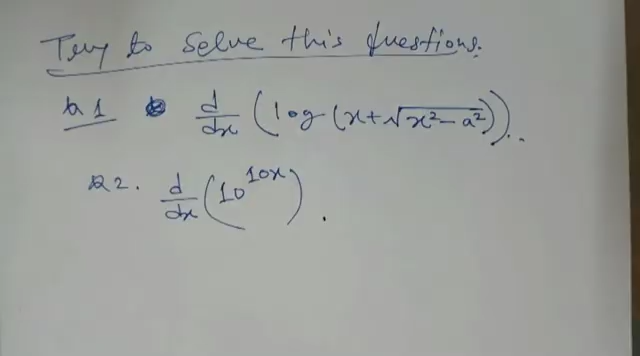 Try to solve this questions.
Q1 d/dx (log(x+√x²-a²))..
Q2. d/dx (10^10x).